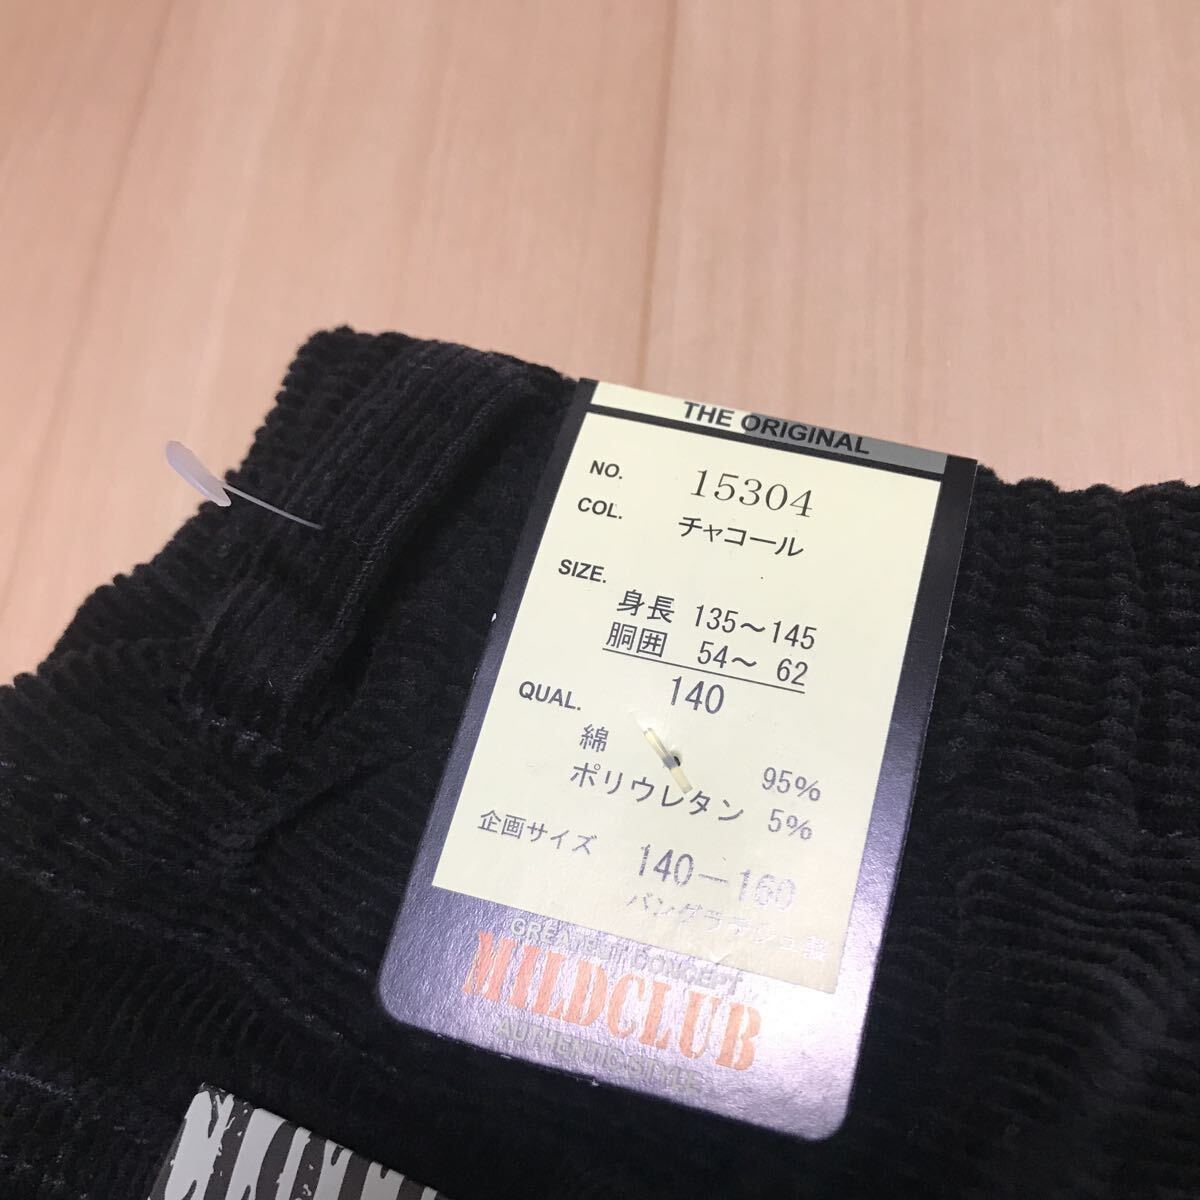 THE ORIGINAL
NO. 15304
COL. チャコール
SIZE.
身長 135～145
胴囲 54～ 62
140
QUAL.
綿 95%
ポリウレタン 5%
企画サイズ 140－160
バングラデシュ製
GREATEST CONCEPT
MILDCLUB
AUTHENTIC STYLE